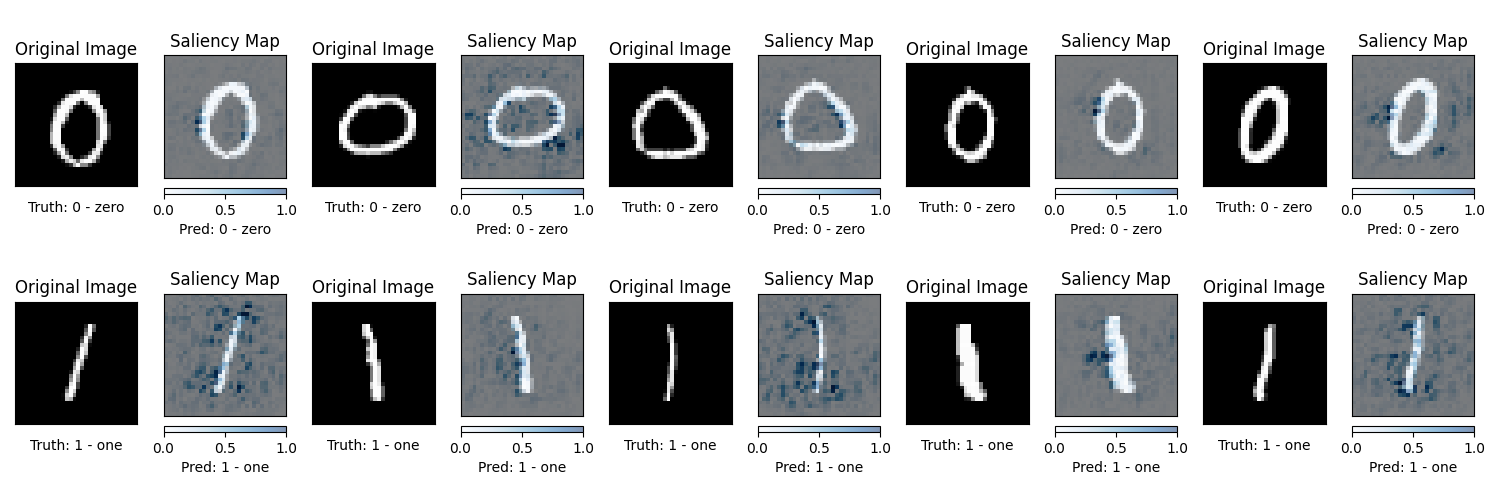 Original Image Saliency Map Original Image Saliency Map Original Image Saliency Map Original Image Saliency Map Original Image Saliency Map
Truth: 0 - zero 0.0 0.5 1.0 Truth: 0 - zero 0.0 0.5 1.0 Truth: 0 - zero 0.0 0.5 1.0 Truth: 0 - zero 0.0 0.5 1.0 Truth: 0 - zero 0.0 0.5 1.0
Pred: 0 - zero Pred: 0 - zero Pred: 0 - zero Pred: 0 - zero Pred: 0 - zero
Original Image Saliency Map Original Image Saliency Map Original Image Saliency Map Original Image Saliency Map Original Image Saliency Map
Truth: 1 - one 0.0 0.5 1.0 Truth: 1 - one 0.0 0.5 1.0 Truth: 1 - one 0.0 0.5 1.0 Truth: 1 - one 0.0 0.5 1.0 Truth: 1 - one 0.0 0.5 1.0
Pred: 1 - one Pred: 1 - one Pred: 1 - one Pred: 1 - one Pred: 1 - one